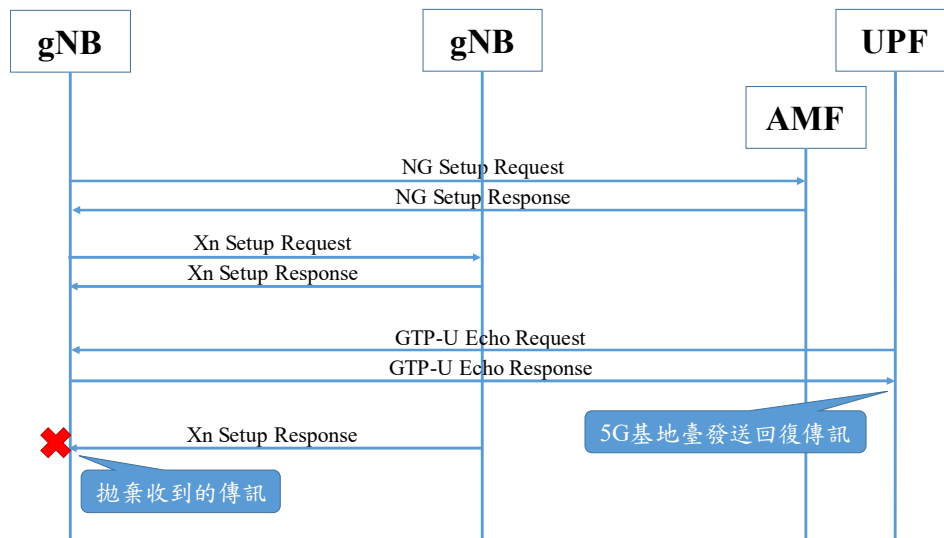 gNB
gNB
UPF
AMF
NG Setup Request
NG Setup Response
Xn Setup Request
Xn Setup Response
GTP-U Echo Request
GTP-U Echo Response
5G基地臺發送回復傳訊
Xn Setup Response
拋棄收到的傳訊